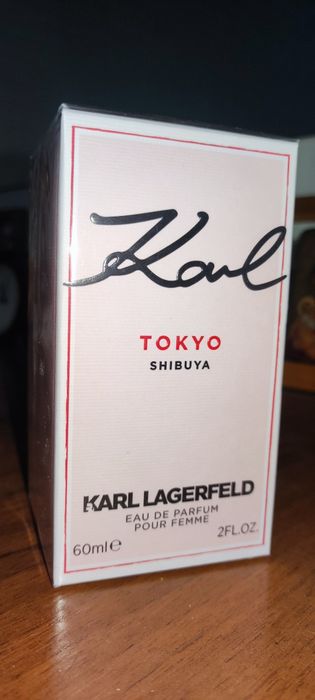 Karl
TOKYO
SHIBUYA
KARL LAGERFELD
EAU DE PARFUM
POUR FEMME
60ml℮ 2FL.OZ.